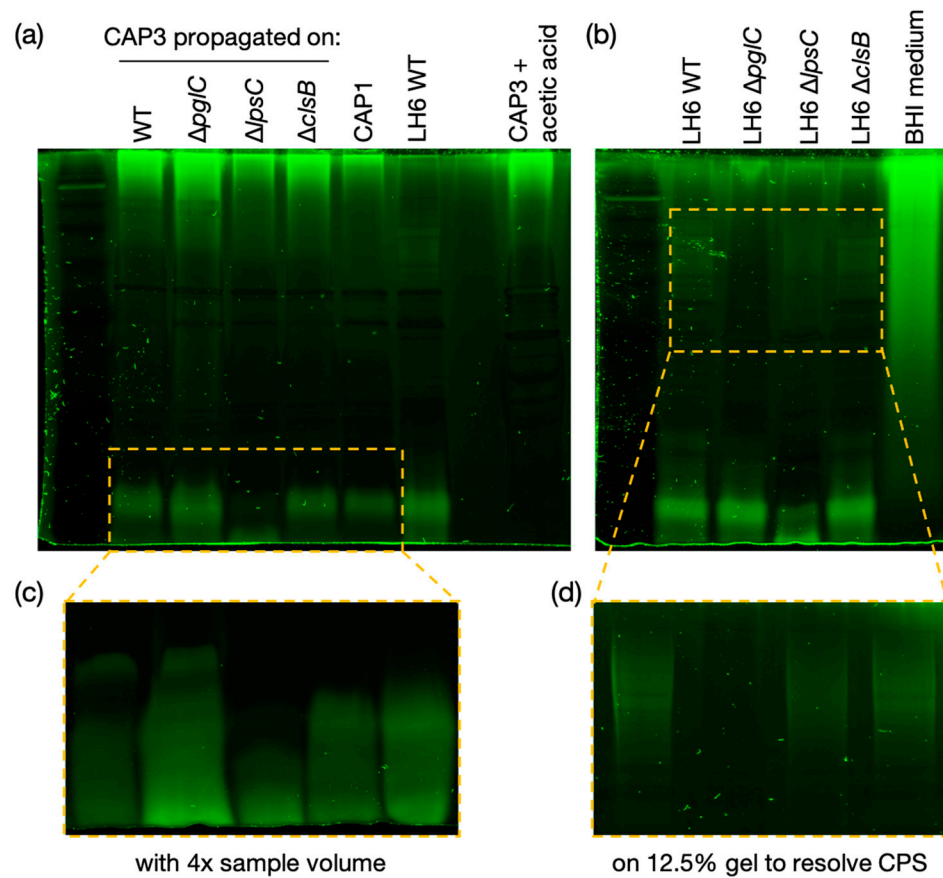 (a)
CAP3 propagated on:
WT
ΔpglC
ΔlpsC
ΔclsB
CAP1
LH6 WT
CAP3 +
acetic acid
(b)
LH6 WT
LH6 ΔpglC
LH6 ΔlpsC
LH6 ΔclsB
BHI medium
(c)
with 4x sample volume
(d)
on 12.5% gel to resolve CPS